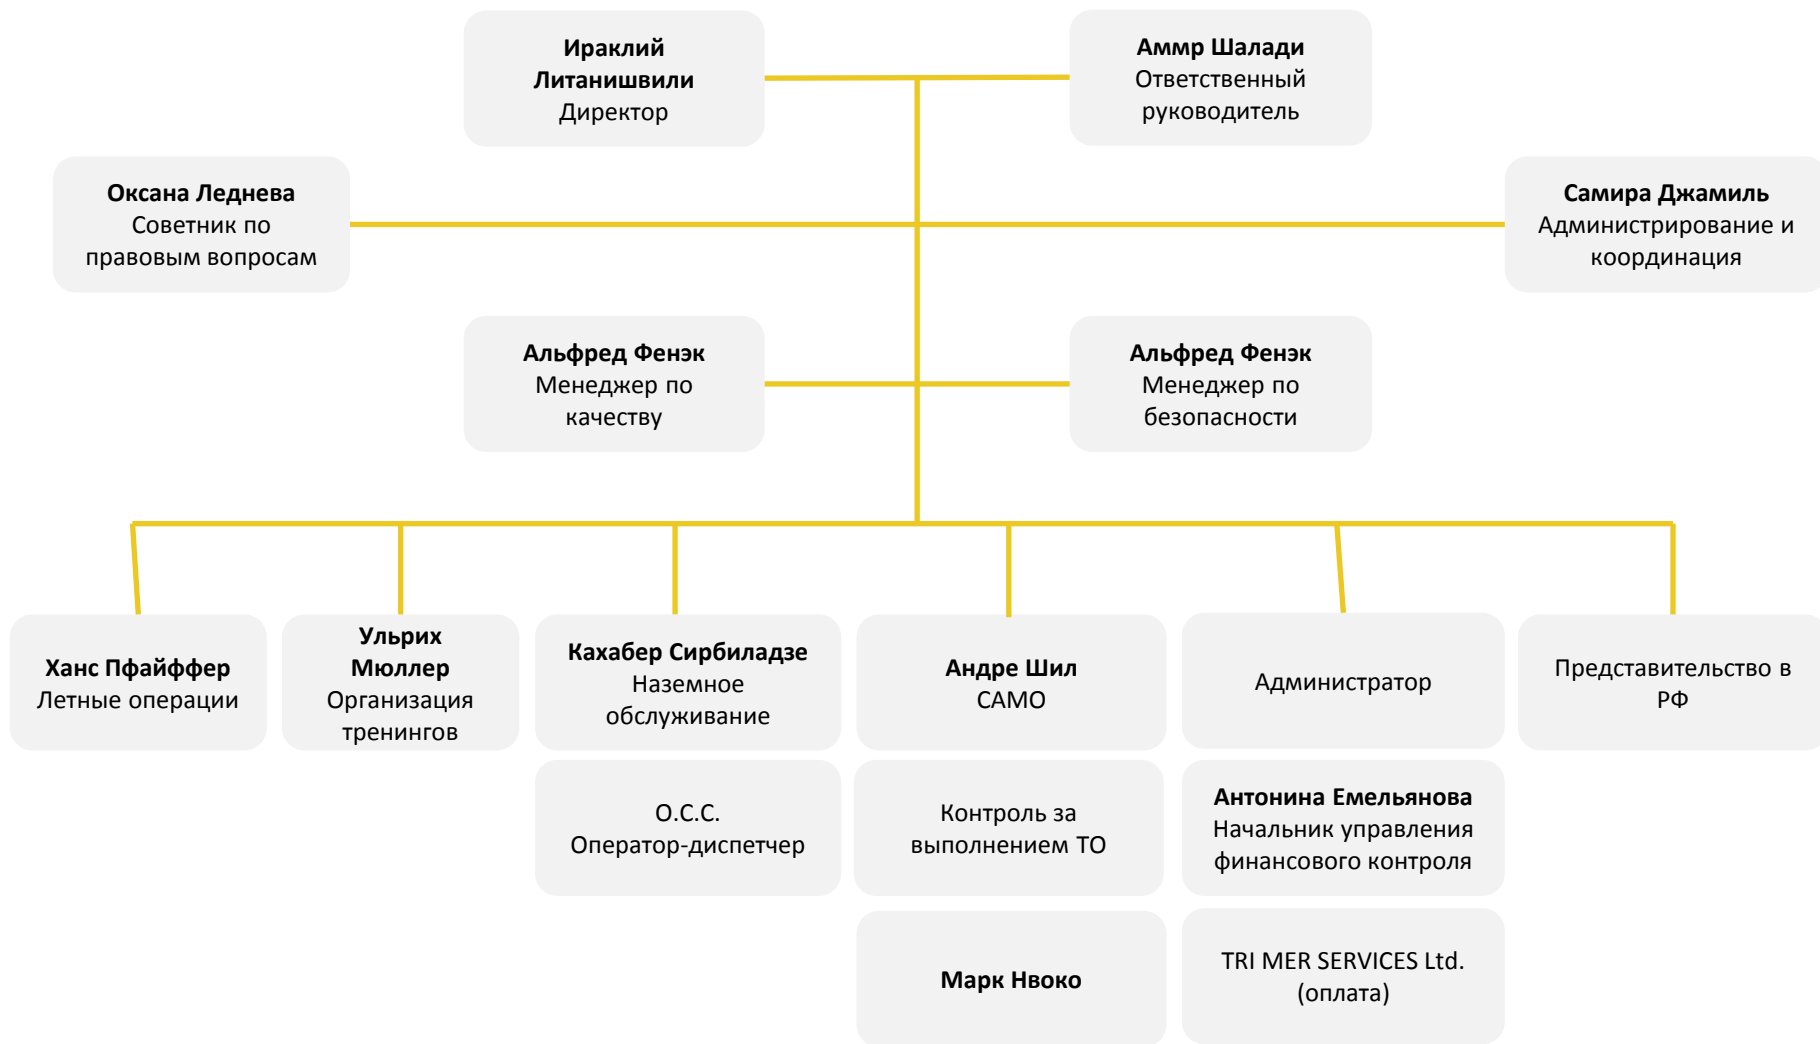 Ираклий
Литанишвили
Директор
Аммр Шалади
Ответственный
руководитель
Оксана Леднева
Советник по
правовым вопросам
Самира Джамиль
Администрирование и
координация
Альфред Фенэк
Менеджер по
качеству
Альфред Фенэк
Менеджер по
безопасности
Ханс Пфайффер
Летные операции
Ульрих
Мюллер
Организация
тренингов
Кахабер Сирбиладзе
Наземное
обслуживание
Андре Шил
САМО
Администратор
Представительство в
РФ
О.С.С.
Оператор-диспетчер
Контроль за
выполнением ТО
Антонина Емельянова
Начальник управления
финансового контроля
Марк Нвоко
TRI MER SERVICES Ltd.
(оплата)